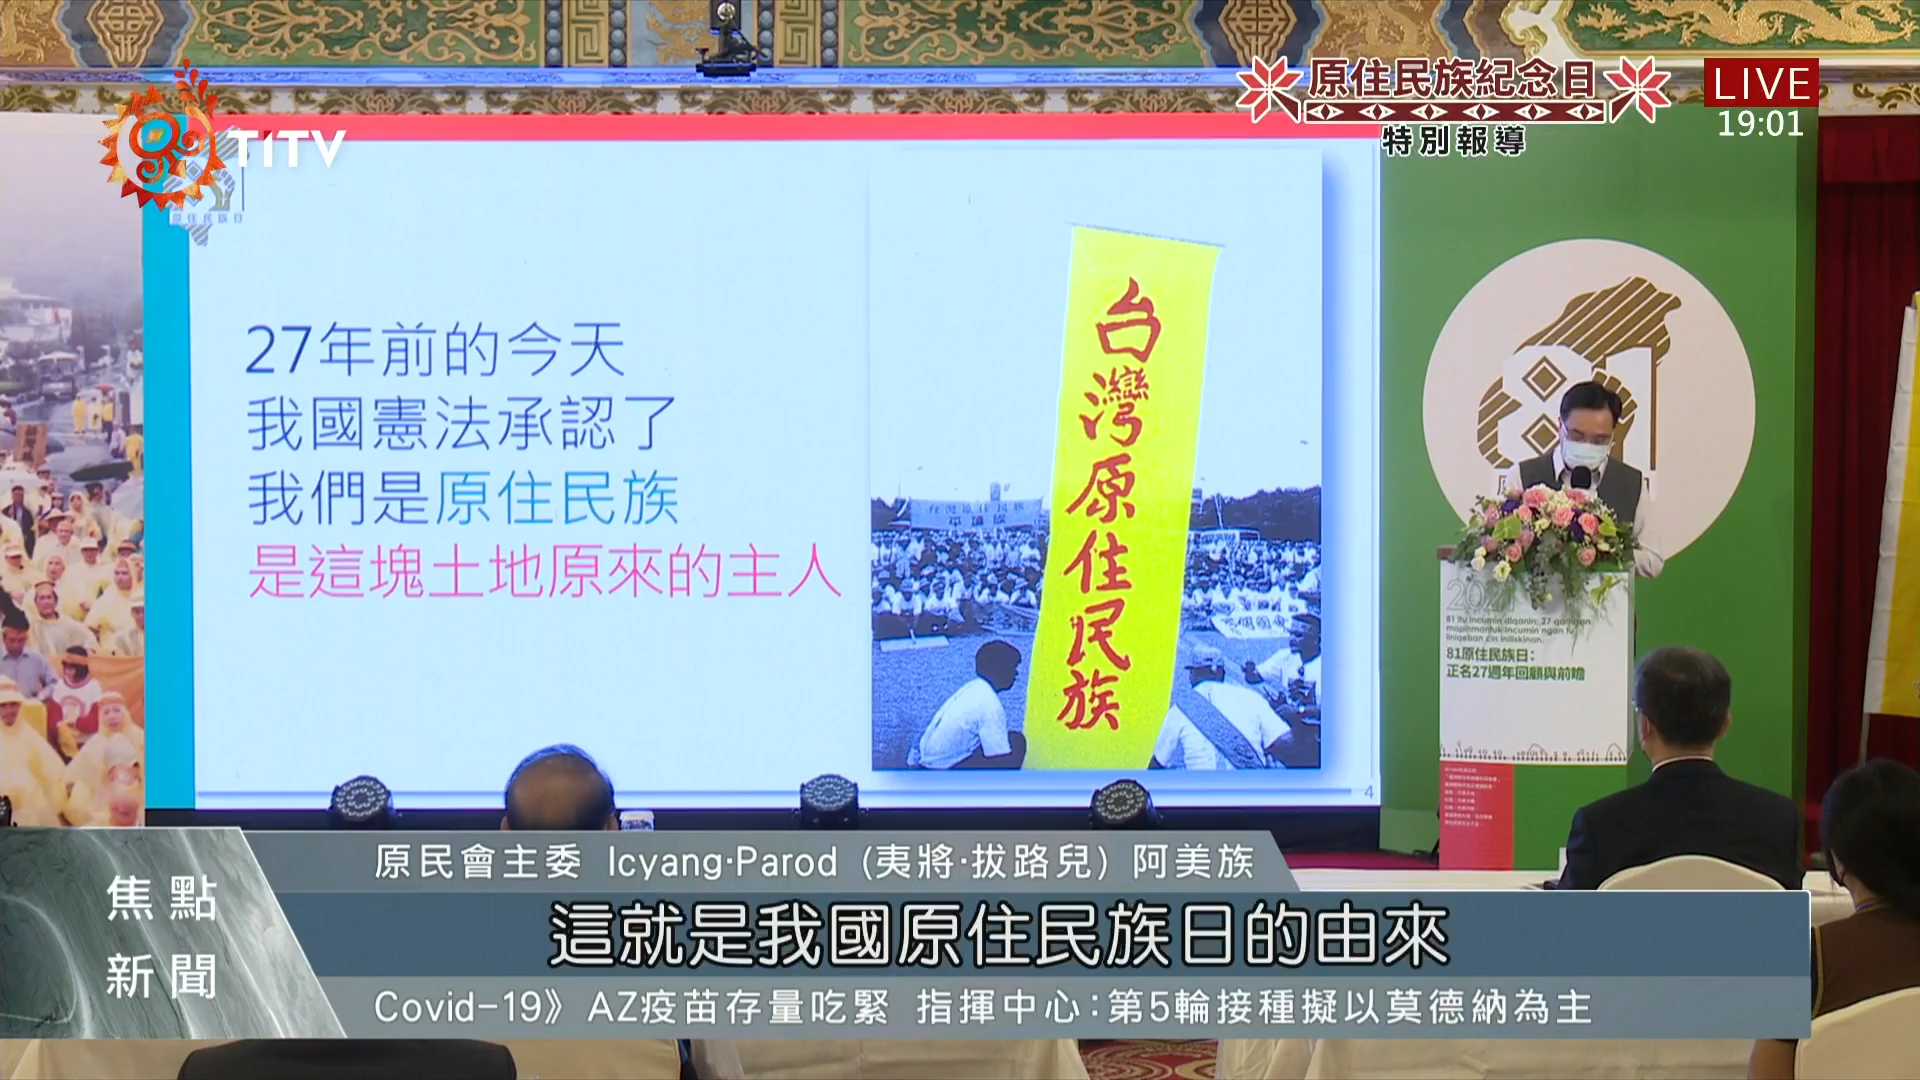 TiTV
原住民族日
原住民族紀念日
特別報導
LIVE
19:01
27年前的今天
我國憲法承認了
我們是原住民族
是這塊土地原來的主人
台灣原住民族
4
81原住民族日：
正名27週年回顧與前瞻
焦點
新聞
原民會主委 Icyang·Parod (夷將·拔路兒) 阿美族
這就是我國原住民族日的由來
Covid-19》AZ疫苗存量吃緊 指揮中心：第5輪接種擬以莫德納為主